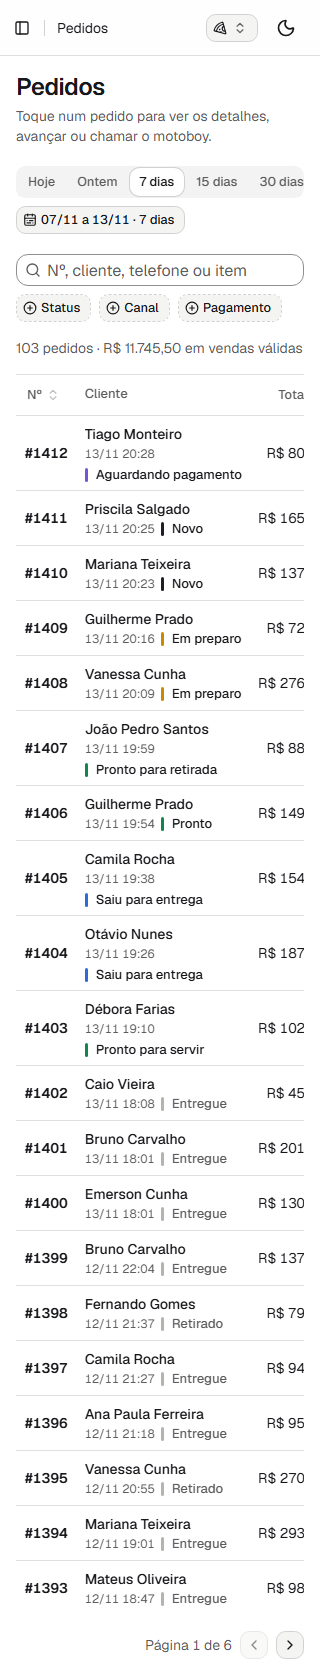 Pedidos
Pedidos
Toque num pedido para ver os detalhes,
avançar ou chamar o motoboy.
Hoje Ontem 7 dias 15 dias 30 dias
07/11 a 13/11 · 7 dias
Nº, cliente, telefone ou item
Status Canal Pagamento
103 pedidos · R$ 11.745,50 em vendas válidas
Nº Cliente Tota
Tiago Monteiro
#1412 13/11 20:28 R$ 80
Aguardando pagamento
Priscila Salgado
#1411 13/11 20:25 Novo R$ 165
Mariana Teixeira
#1410 13/11 20:23 Novo R$ 137
Guilherme Prado
#1409 13/11 20:16 Em preparo R$ 72
Vanessa Cunha
#1408 13/11 20:09 Em preparo R$ 276
João Pedro Santos
#1407 13/11 19:59 R$ 88
Pronto para retirada
Guilherme Prado
#1406 13/11 19:54 Pronto R$ 149
Camila Rocha
#1405 13/11 19:38 R$ 154
Saiu para entrega
Otávio Nunes
#1404 13/11 19:26 R$ 187
Saiu para entrega
Débora Farias
#1403 13/11 19:10 R$ 102
Pronto para servir
Caio Vieira
#1402 13/11 18:08 Entregue R$ 45
Bruno Carvalho
#1401 13/11 18:01 Entregue R$ 201
Emerson Cunha
#1400 13/11 18:01 Entregue R$ 130
Bruno Carvalho
#1399 12/11 22:04 Entregue R$ 137
Fernando Gomes
#1398 12/11 21:37 Retirado R$ 79
Camila Rocha
#1397 12/11 21:27 Entregue R$ 94
Ana Paula Ferreira
#1396 12/11 21:18 Entregue R$ 95
Vanessa Cunha
#1395 12/11 20:55 Retirado R$ 270
Mariana Teixeira
#1394 12/11 19:01 Entregue R$ 293
Mateus Oliveira
#1393 12/11 18:47 Entregue R$ 98
Página 1 de 6